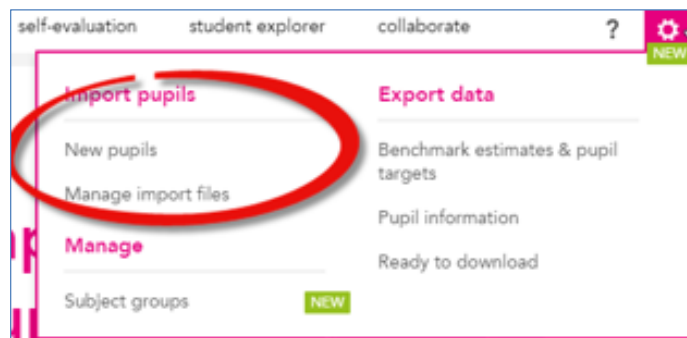 self-evaluation student explorer collaborate ?
NEW
Import pupils
New pupils
Manage import files
Manage
Subject groups NEW
Export data
Benchmark estimates & pupil
targets
Pupil information
Ready to download